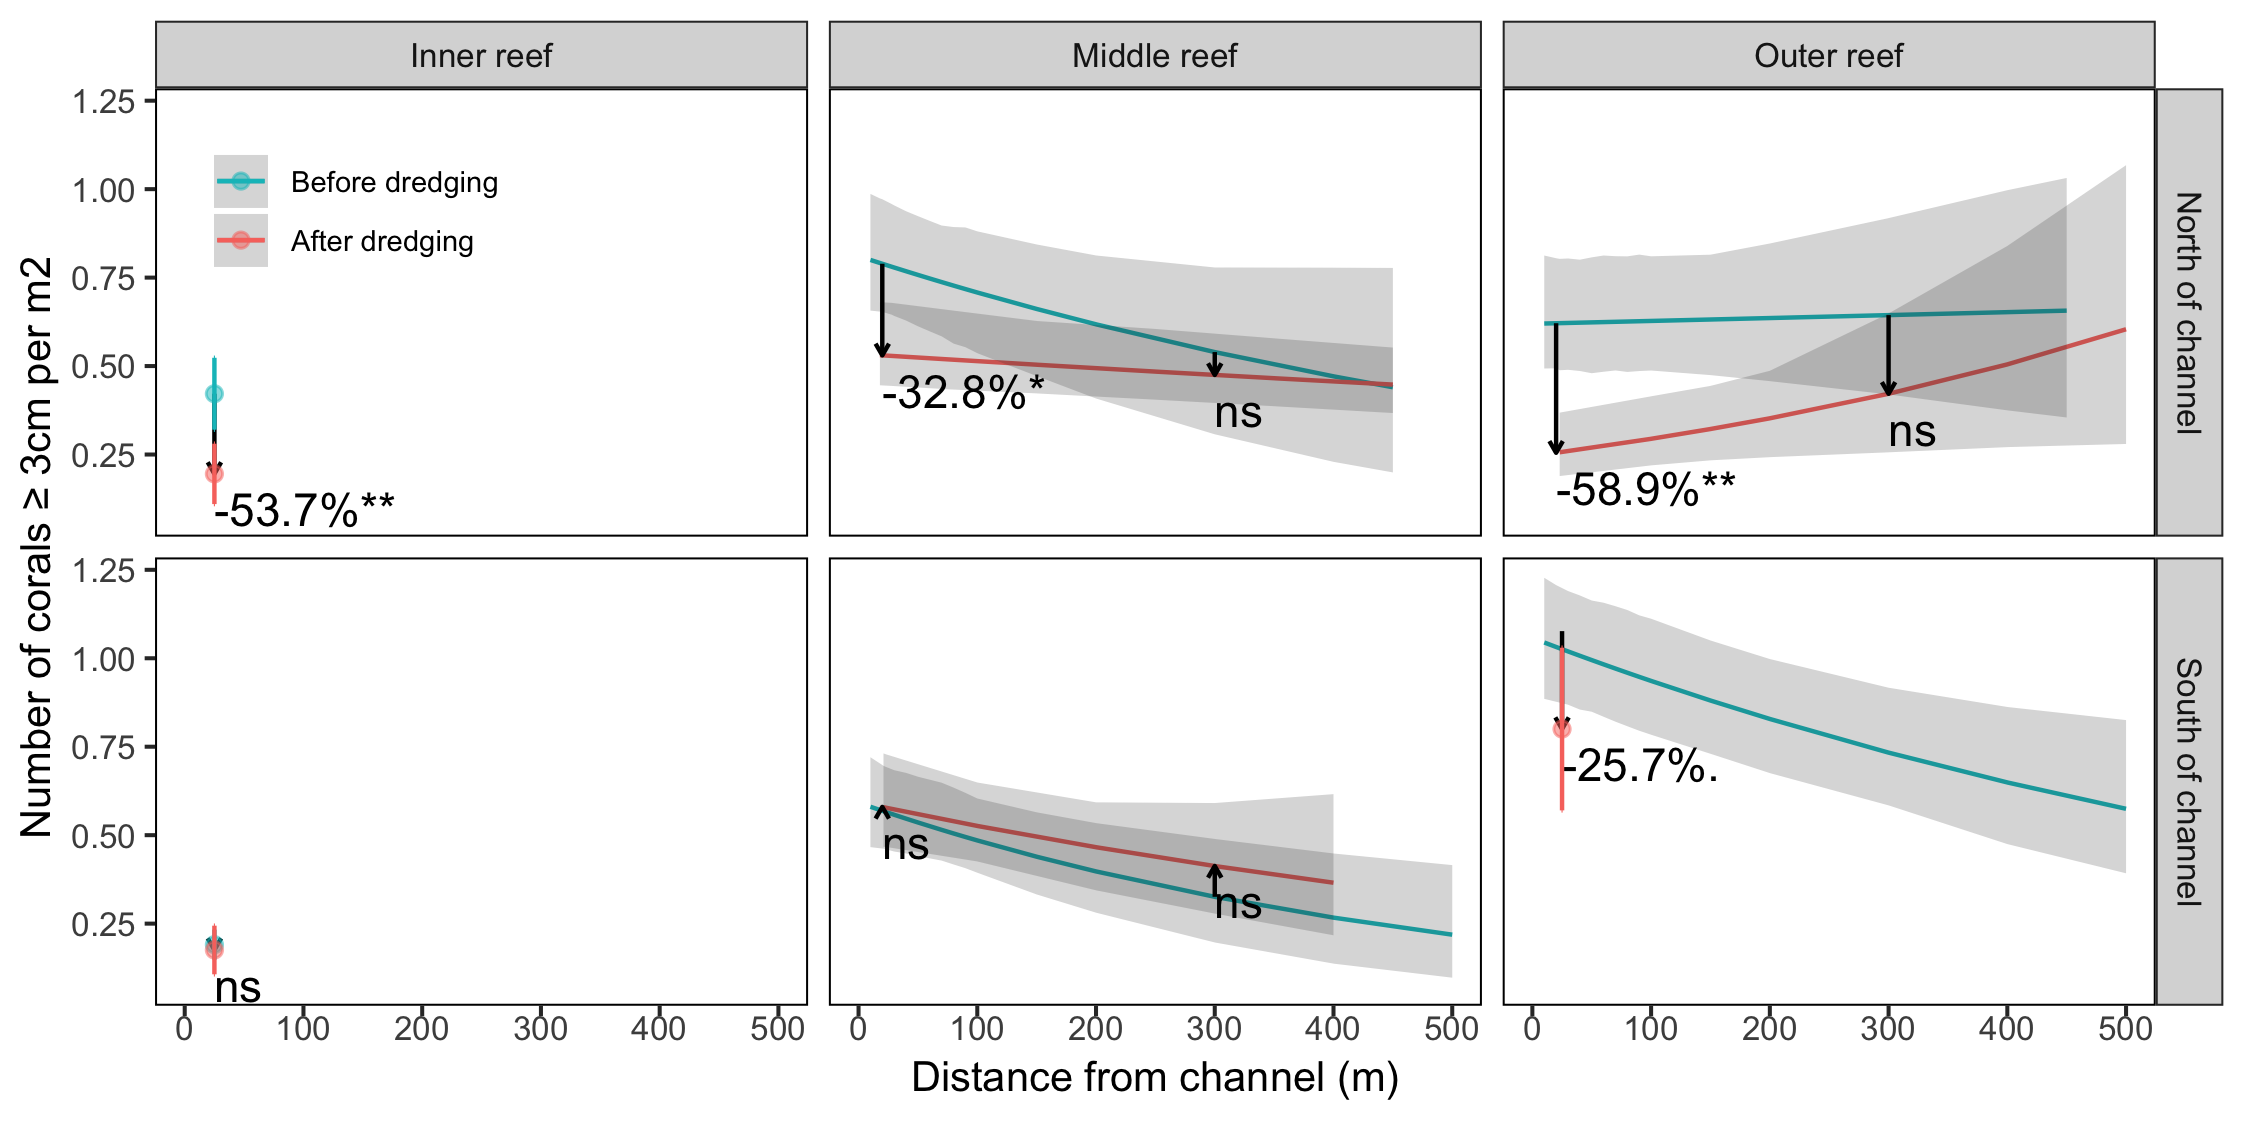 Inner reef
Middle reef
Outer reef
1.25
1.00
0.75
0.50
0.25
Before dredging
After dredging
-53.7%**
-32.8%*
ns
-58.9%**
ns
North of channel
Number of corals ≥ 3cm per m2
1.25
1.00
0.75
0.50
0.25
ns
ns
ns
-25.7%.
South of channel
0 100 200 300 400 500
0 100 200 300 400 500
0 100 200 300 400 500
Distance from channel (m)